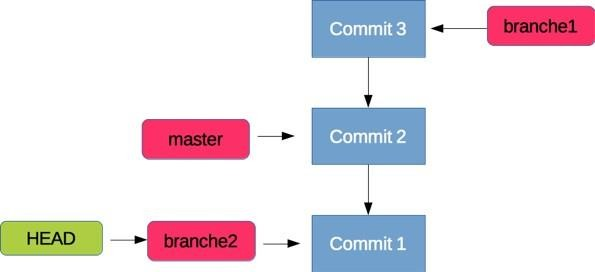 Commit 3
branche1
master
Commit 2
HEAD
branche2
Commit 1